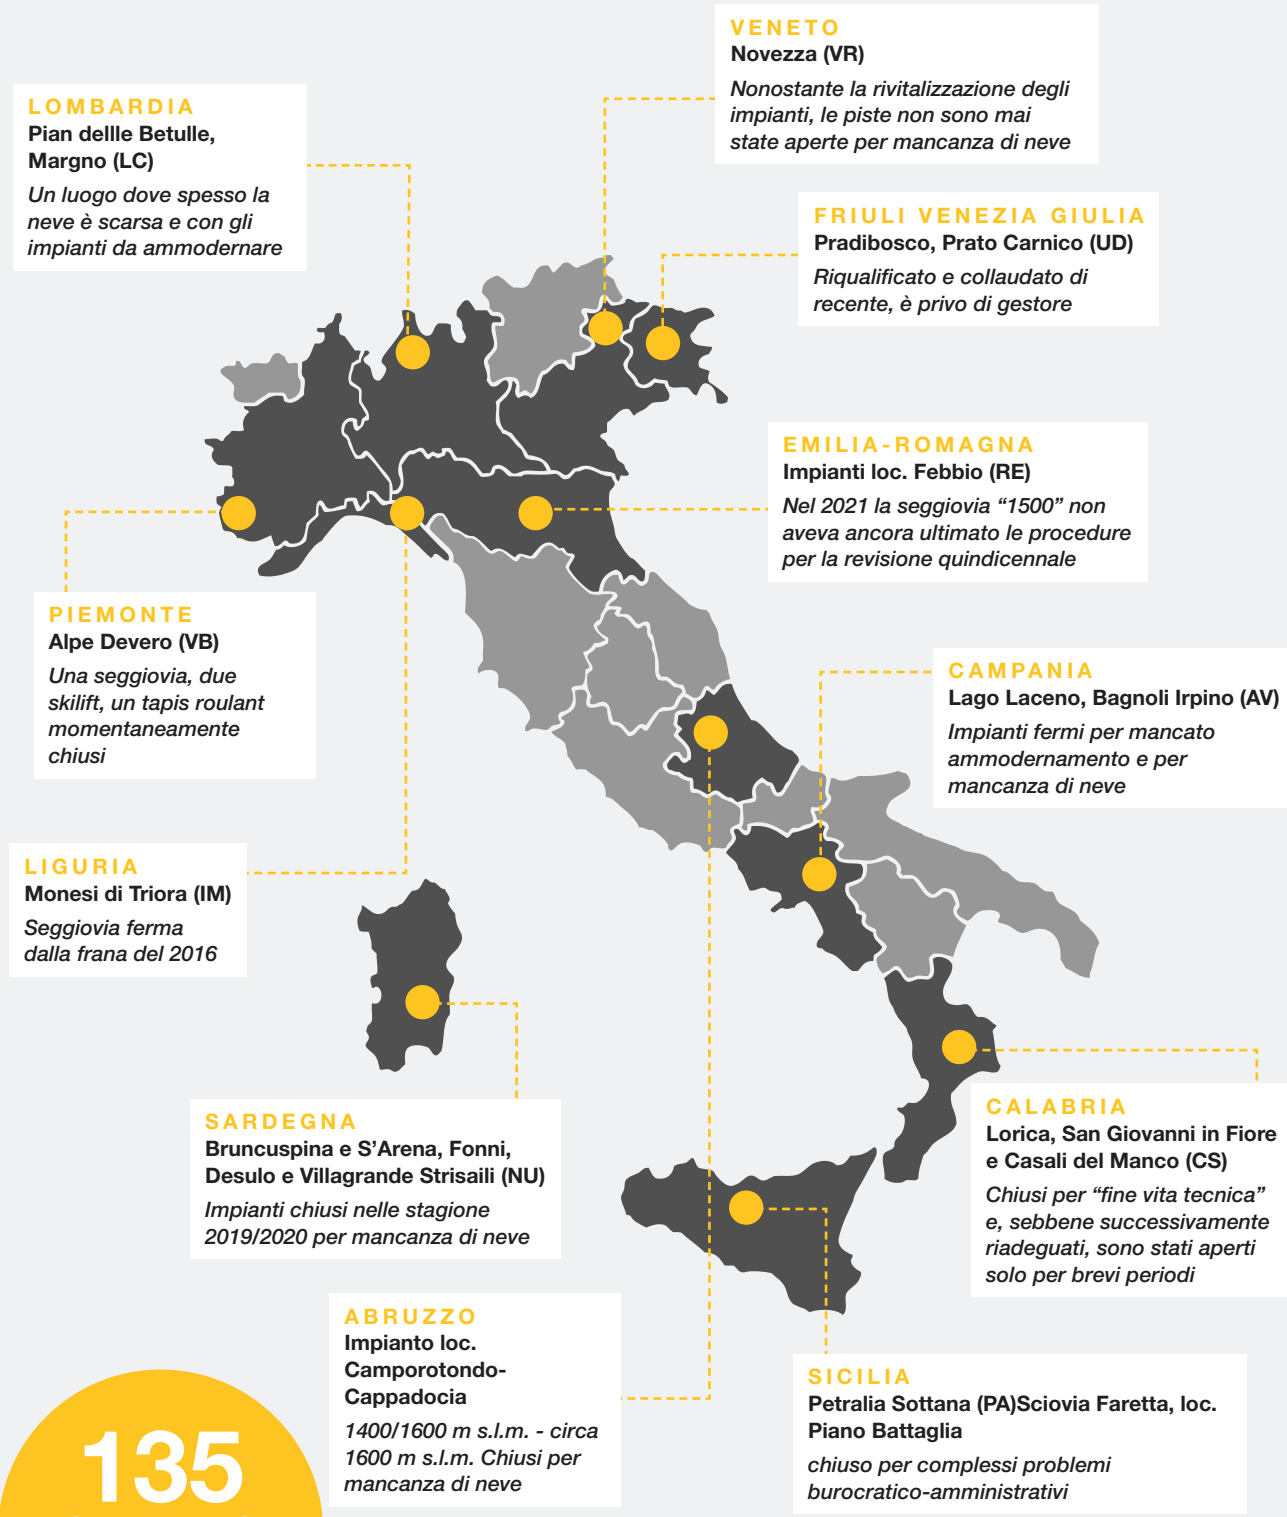 VENETO
Novezza (VR)
Nonostante la rivitalizzazione degli
impianti, le piste non sono mai
state aperte per mancanza di neve
LOMBARDIA
Pian dellle Betulle,
Margno (LC)
Un luogo dove spesso la
neve è scarsa e con gli
impianti da ammodernare
FRIULI VENEZIA GIULIA
Pradibosco, Prato Carnico (UD)
Riqualificato e collaudato di
recente, è privo di gestore
EMILIA-ROMAGNA
Impianti loc. Febbio (RE)
Nel 2021 la seggiovia “1500” non
aveva ancora ultimato le procedure
per la revisione quindicennale
PIEMONTE
Alpe Devero (VB)
Una seggiovia, due
skilift, un tapis roulant
momentaneamente
chiusi
CAMPANIA
Lago Laceno, Bagnoli Irpino (AV)
Impianti fermi per mancato
ammodernamento e per
mancanza di neve
LIGURIA
Monesi di Triora (IM)
Seggiovia ferma
dalla frana del 2016
SARDEGNA
Bruncuspina e S’Arena, Fonni,
Desulo e Villagrande Strisaili (NU)
Impianti chiusi nelle stagione
2019/2020 per mancanza di neve
CALABRIA
Lorica, San Giovanni in Fiore
e Casali del Manco (CS)
Chiusi per “fine vita tecnica”
e, sebbene successivamente
riadeguati, sono stati aperti
solo per brevi periodi
ABRUZZO
Impianto loc.
Camporotondo-
Cappadocia
1400/1600 m s.l.m. - circa
1600 m s.l.m. Chiusi per
mancanza di neve
SICILIA
Petralia Sottana (PA)Sciovia Faretta, loc.
Piano Battaglia
chiuso per complessi problemi
burocratico-amministrativi
135